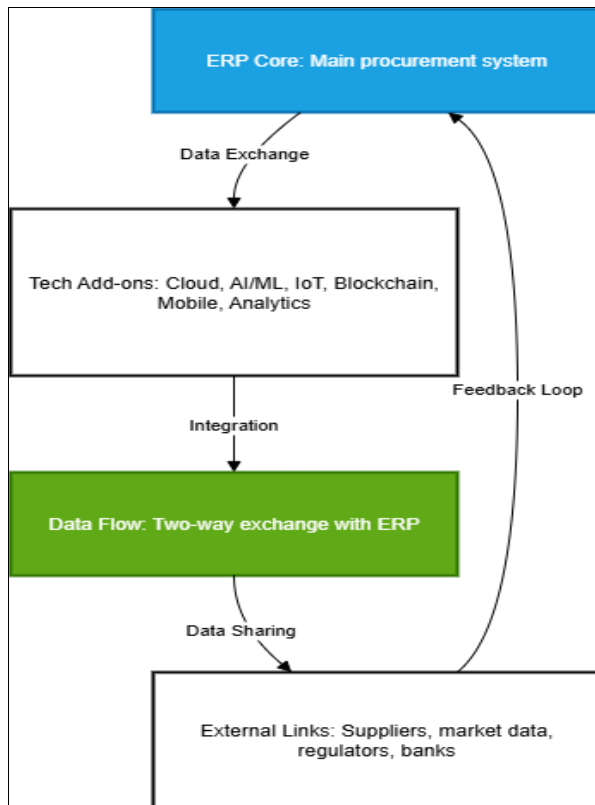 ERP Core: Main procurement system
Data Exchange
Tech Add-ons: Cloud, AI/ML, IoT, Blockchain,
Mobile, Analytics
Feedback Loop
Integration
Data Flow: Two-way exchange with ERP
Data Sharing
External Links: Suppliers, market data,
regulators, banks